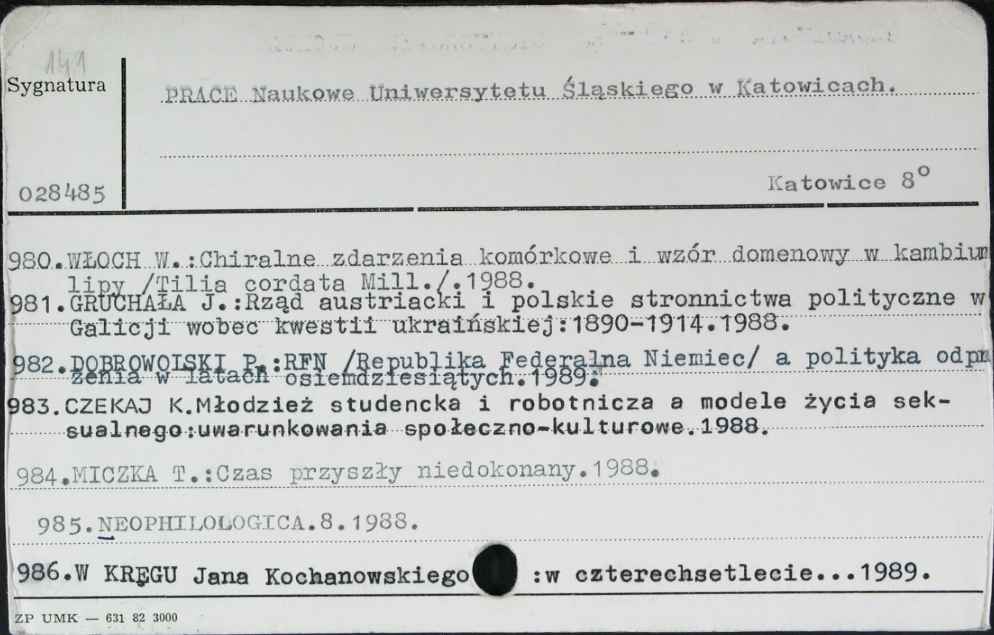 141
Sygnatura
PRACE Naukowe Uniwersytetu Śląskiego w Katowicach.
028485
Katowice 8°
980.WŁOCH W.:Chiralne zdarzenia komórkowe i wzór domenowy w kambium
lipy /Tilia cordata Mill./.1988.
981.GRUCHAŁA J.:Rząd austriacki i polskie stronnictwa polityczne w
Galicji wobec kwestii ukraińskiej:1890-1914.1988.
982.DOBROWOLSKI P.:RFN /Republika Federalna Niemiec/ a polityka odprę
zenia w latach osiemdziesiątych.1989.
983.CZEKAJ K.Młodzież studencka i robotnicza a modele życia sek-
sualnego:uwarunkowania społeczno-kulturowe.1988.
984.MICZKA T.:Czas przyszły niedokonany.1988.
985.NEOPHILOLOGICA.8.1988.
986.W KRĘGU Jana Kochanowskiego :w czterechsetlecie...1989.
ZP UMK — 631 82 3000